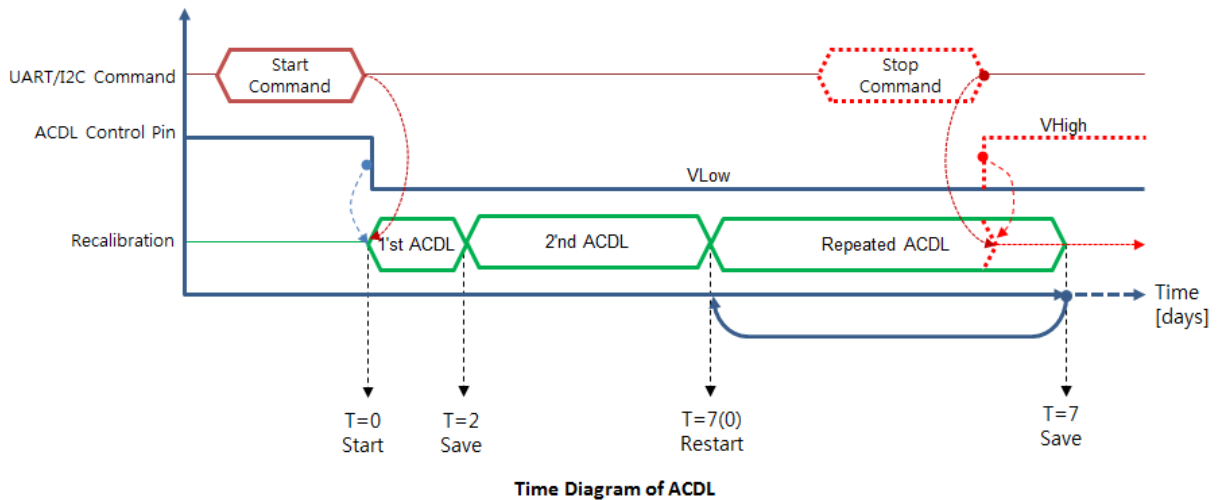 UART/I2C Command
Start
Command
Stop
Command
ACDL Control Pin
VHigh
VLow
Recalibration
1'st ACDL
2'nd ACDL
Repeated ACDL
Time
[days]
T=0
Start
T=2
Save
T=7(0)
Restart
T=7
Save
Time Diagram of ACDL